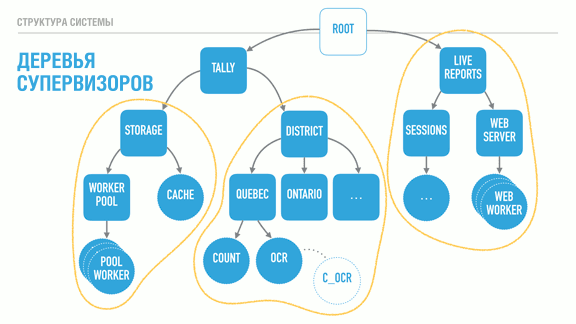 СТРУКТУРА СИСТЕМЫ
ДЕРЕВЬЯ
СУПЕРВИЗОРОВ
ROOT
TALLY
LIVE
REPORTS
STORAGE
DISTRICT
SESSIONS
WEB
SERVER
WORKER
POOL
CACHE
QUEBEC
ONTARIO
...
...
WEB
WORKER
POOL
WORKER
COUNT
OCR
C_OCR